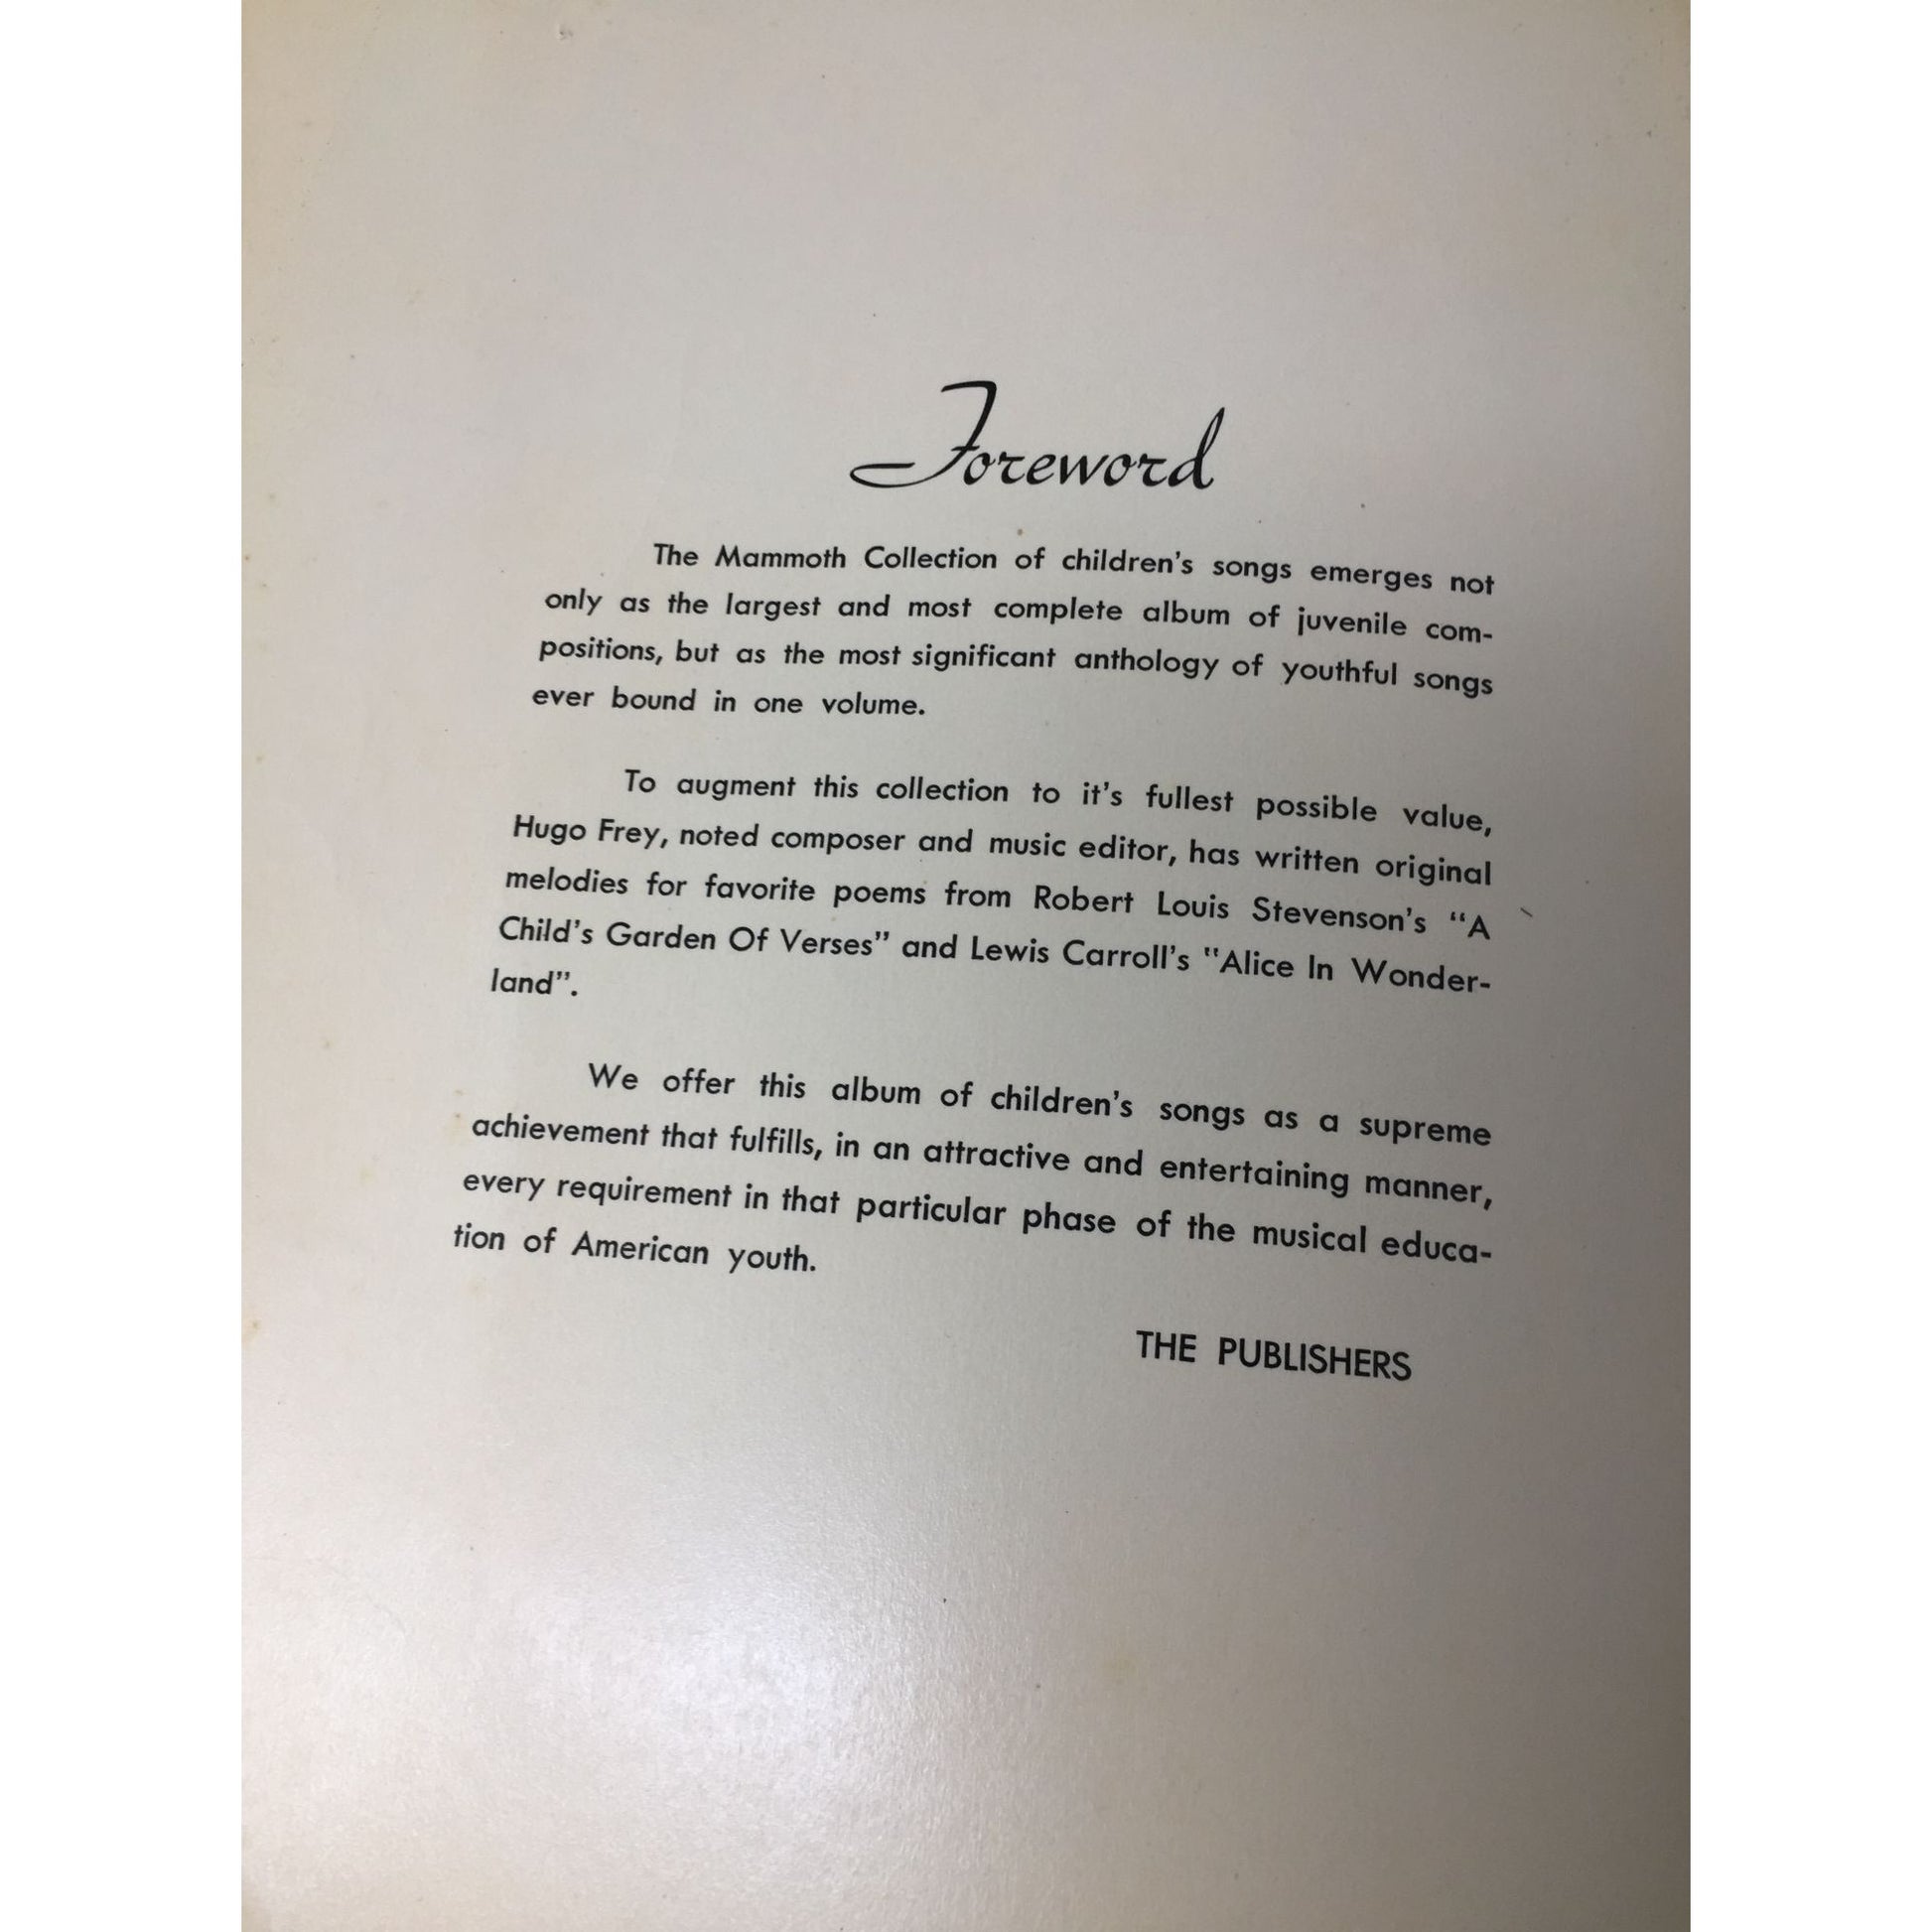 Foreword
The Mammoth Collection of children's songs emerges not
only as the largest and most complete album of juvenile com-
positions, but as the most significant anthology of youthful songs
ever bound in one volume.
To augment this collection to it's fullest possible value,
Hugo Frey, noted composer and music editor, has written original
melodies for favorite poems from Robert Louis Stevenson's "A
Child's Garden Of Verses" and Lewis Carroll's "Alice In Wonder-
land".
We offer this album of children's songs as a supreme
achievement that fulfills, in an attractive and entertaining manner,
every requirement in that particular phase of the musical educa-
tion of American youth.
THE PUBLISHERS